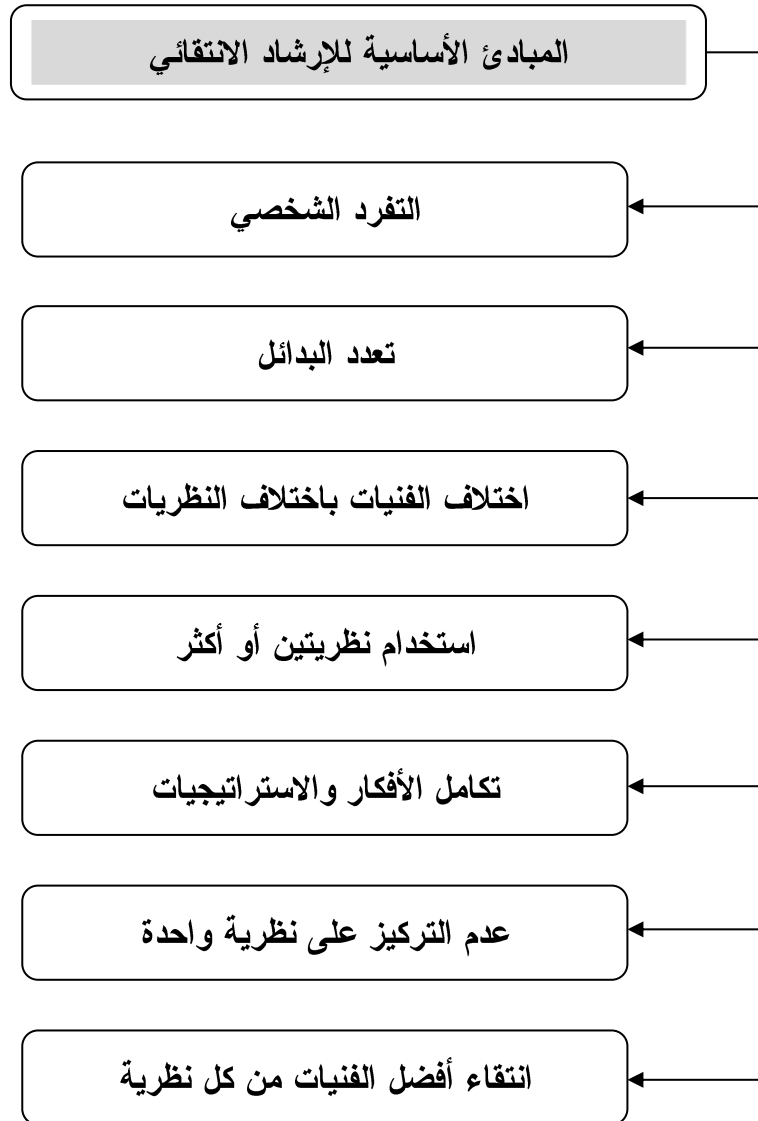 المبادئ الأساسية للإرشاد الانتقائي
التفرد الشخصي
تعدد البدائل
اختلاف الفنيات باختلاف النظريات
استخدام نظريتين أو أكثر
تكامل الأفكار والاستراتيجيات
عدم التركيز على نظرية واحدة
انتقاء أفضل الفنيات من كل نظرية